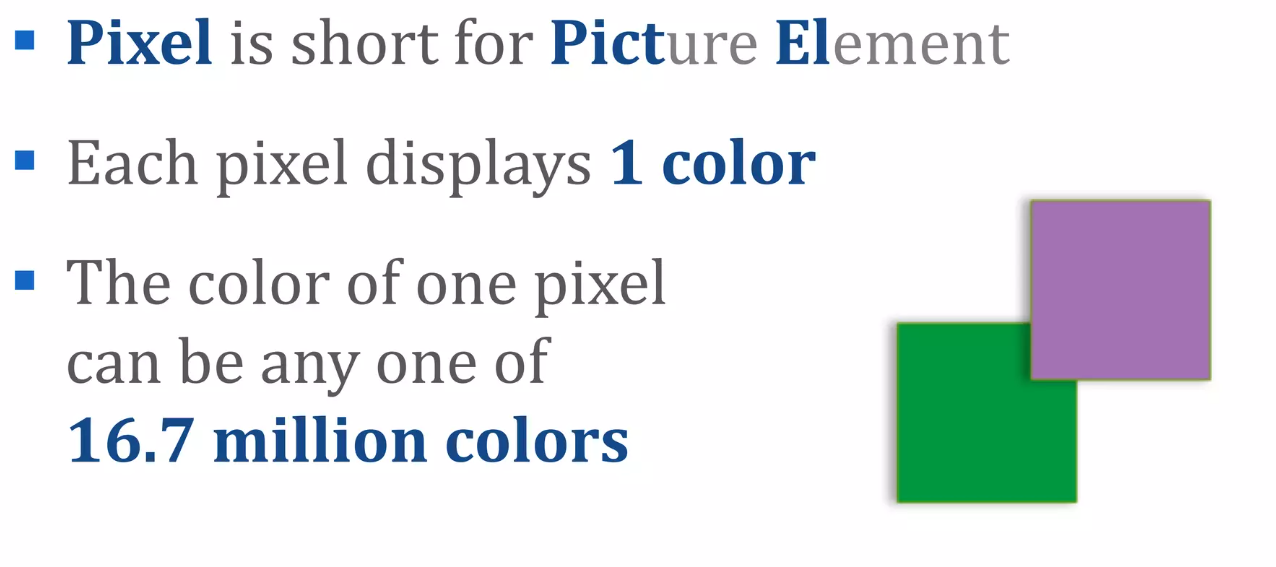 ▪ Pixel is short for Picture Element
▪ Each pixel displays 1 color
▪ The color of one pixel
can be any one of
16.7 million colors